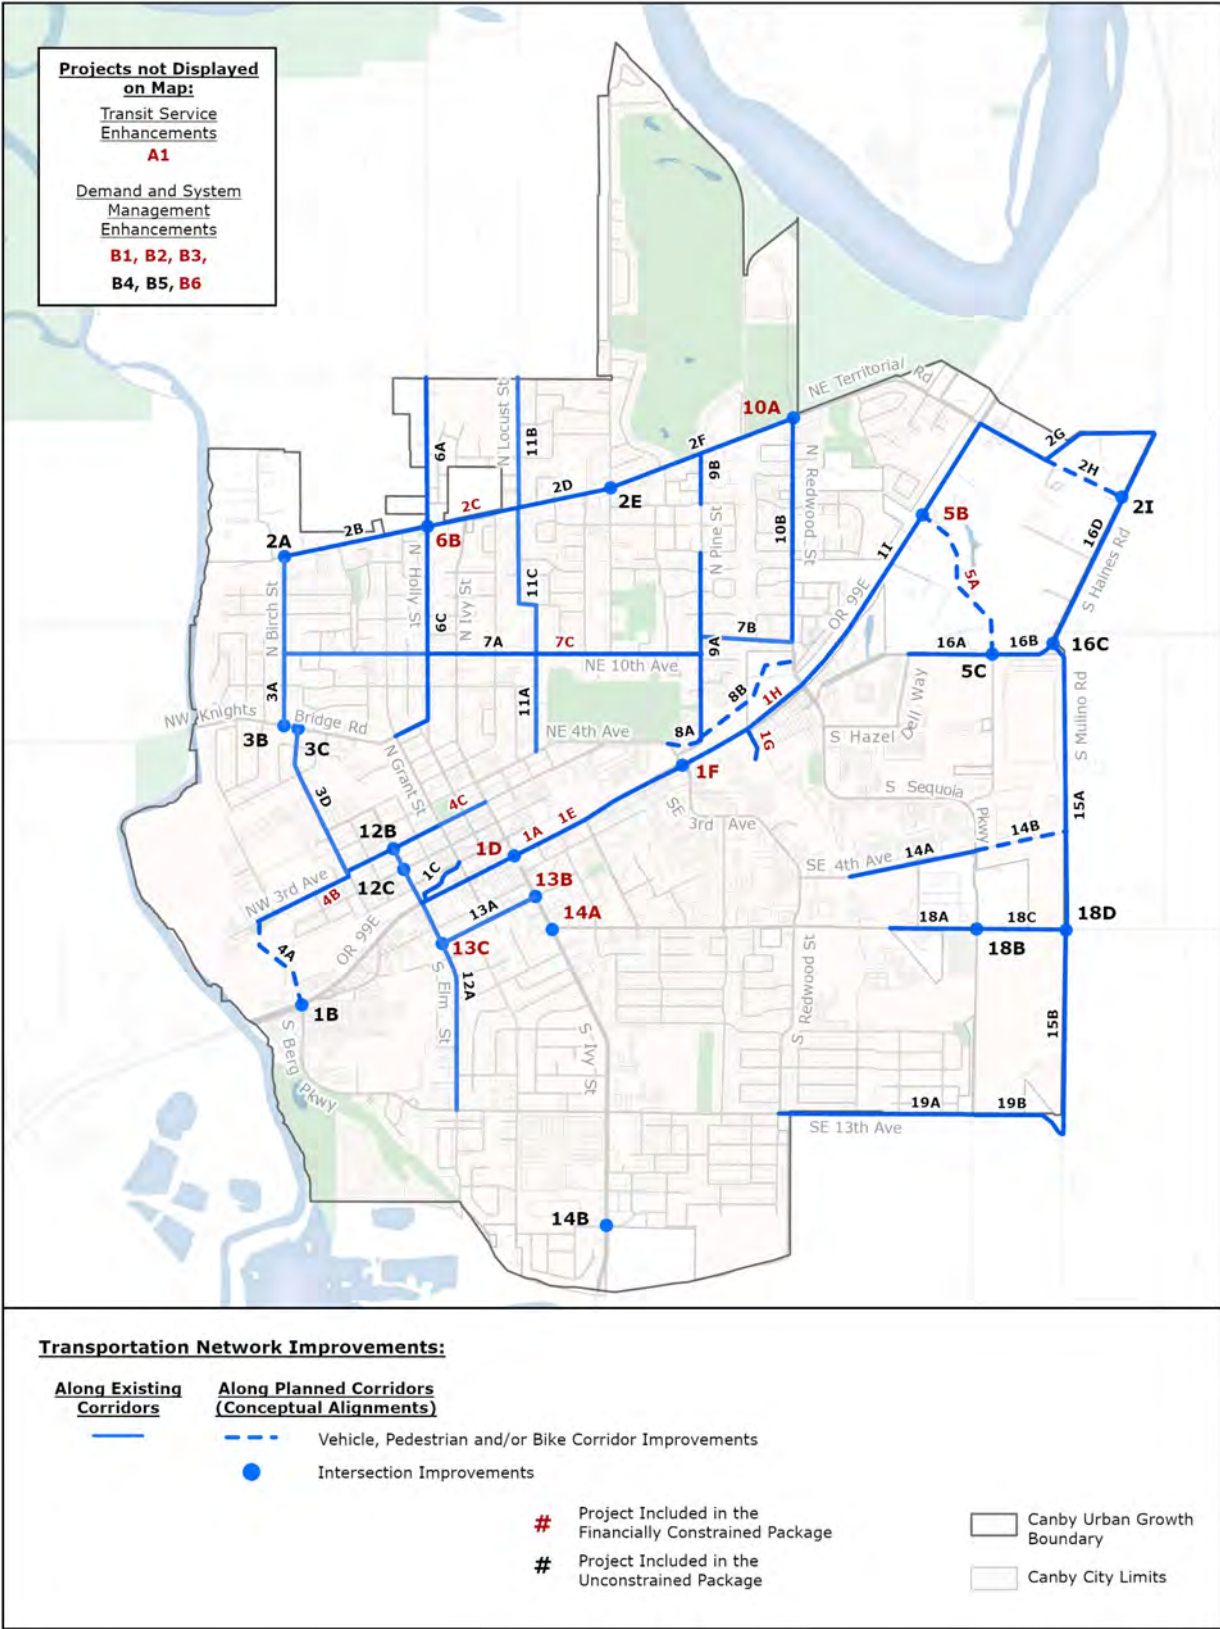 Projects not Displayed
on Map:
Transit Service
Enhancements
A1
Demand and System
Management
Enhancements
B1, B2, B3,
B4, B5, B6
NE Territorial Rd
10A
2G
2H
2F
6A
N Locust St
11B
9B
N Redwood St
2I
2D
2E
2C
5B
16D
2B
6B
N Pine St
10B
1I
S Haines Rd
2A
N Holly St
11C
5A
N Birch St
N Ivy St
OR 99E
6C
7B
7A
7C
9A
16A
16B
16C
NE 10th Ave
5C
3A
11A
8B
1H
Dell Way
S Mulino Rd
NW Knights
Bridge Rd
NE 4th Ave
8A
1G
S Hazel
3B
3C
N Grant St
1F
3D
4C
S Sequoia
Pkwy
15A
1A
1E
SE 3rd Ave
12B
14B
1D
1C
14A
SE 4th Ave
12C
13B
NW 3rd Ave
4B
13A
14A
18A
18C
18D
OR 99E
13C
18B
4A
S Elm St
12A
S Redwood St
1B
15B
S Berg Pkwy
S Ivy St
19A
19B
SE 13th Ave
14B
Transportation Network Improvements:
Along Existing
Corridors
Along Planned Corridors
(Conceptual Alignments)
Vehicle, Pedestrian and/or Bike Corridor Improvements
Intersection Improvements
# Project Included in the
Financially Constrained Package
# Project Included in the
Unconstrained Package
Canby Urban Growth
Boundary
Canby City Limits